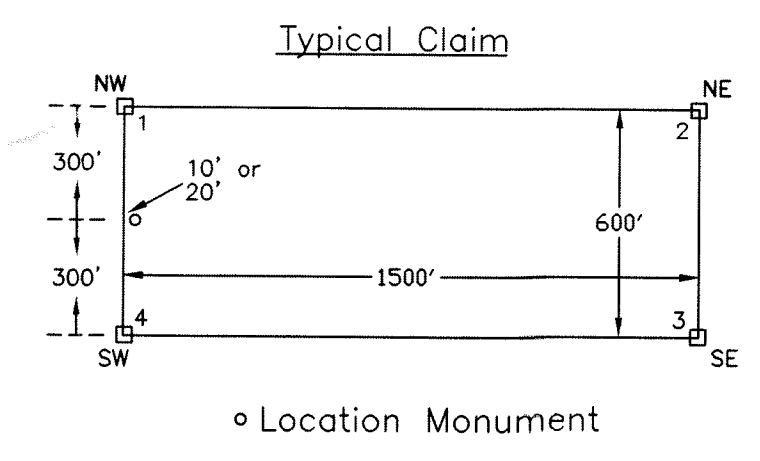 Typical Claim
NW
NE
1
2
300'
10' or
20'
600'
300'
1500'
4
3
SW
SE
Location Monument